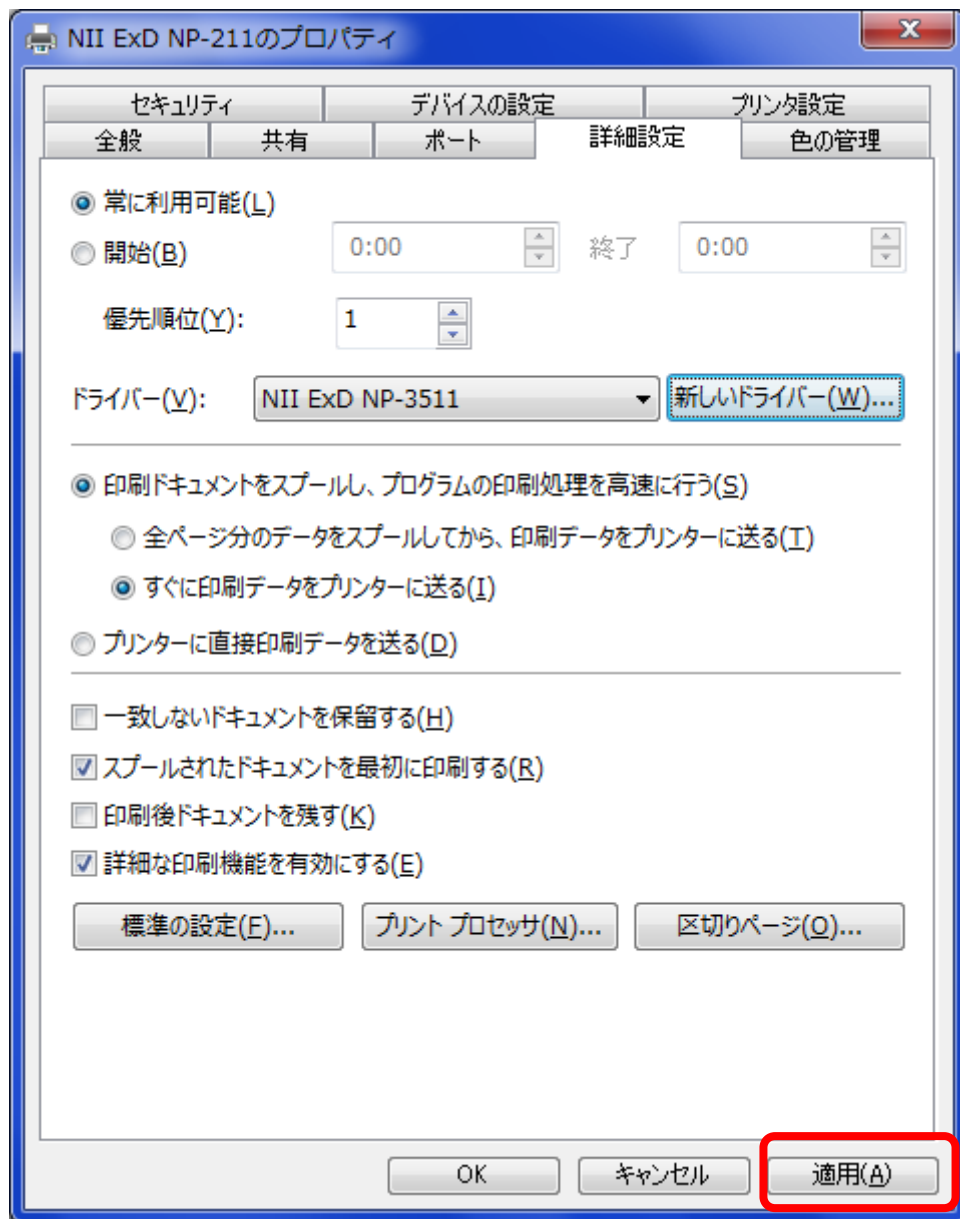 NII ExD NP-211のプロパティ
セキュリティ デバイスの設定 プリンタ設定
全般 共有 ポート 詳細設定 色の管理
常に利用可能(L)
開始(B) 0:00 終了 0:00
優先順位(Y): 1
ドライバー(V): NII ExD NP-3511 新しいドライバー(W)...
印刷ドキュメントをスプールし、プログラムの印刷処理を高速に行う(S)
全ページ分のデータをスプールしてから、印刷データをプリンターに送る(T)
すぐに印刷データをプリンターに送る(I)
プリンターに直接印刷データを送る(D)
一致しないドキュメントを保留する(H)
スプールされたドキュメントを最初に印刷する(R)
印刷後ドキュメントを残す(K)
詳細な印刷機能を有効にする(E)
標準の設定(F)... プリント プロセッサ(N)... 区切りページ(O)...
OK キャンセル 適用(A)